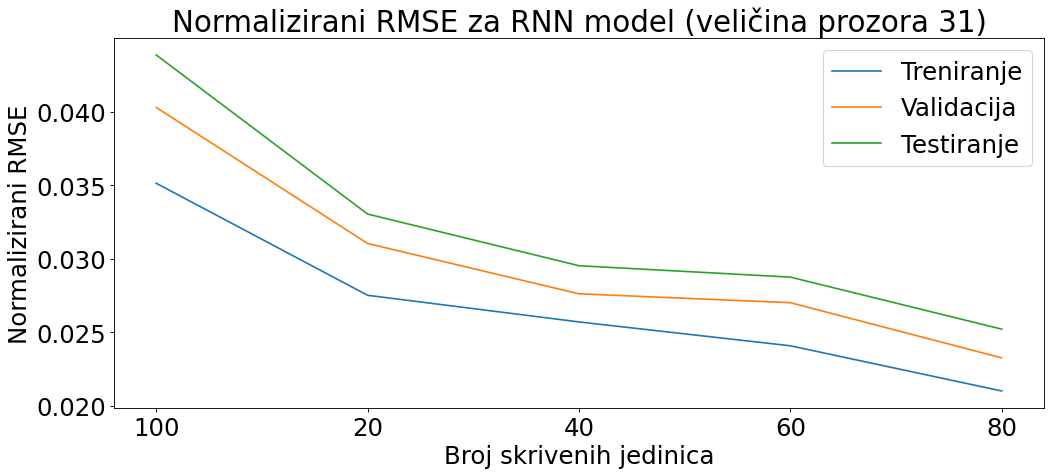 Normalizirani RMSE za RNN model (veličina prozora 31)
Treniranje
Validacija
Testiranje
Normalizirani RMSE
0.040
0.035
0.030
0.025
0.020
100 20 40 60 80
Broj skrivenih jedinica